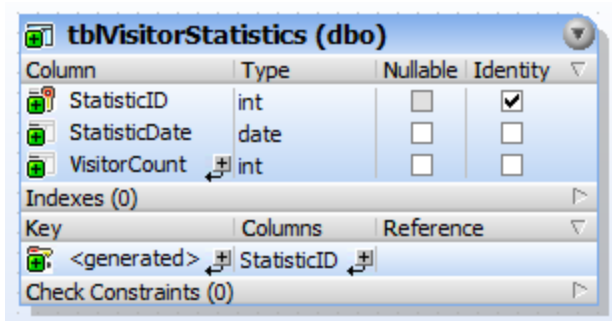 tblVisitorStatistics (dbo)
Column Type Nullable Identity
StatisticID int
StatisticDate date
VisitorCount int
Indexes (0)
Key Columns Reference
<generated> StatisticID
Check Constraints (0)